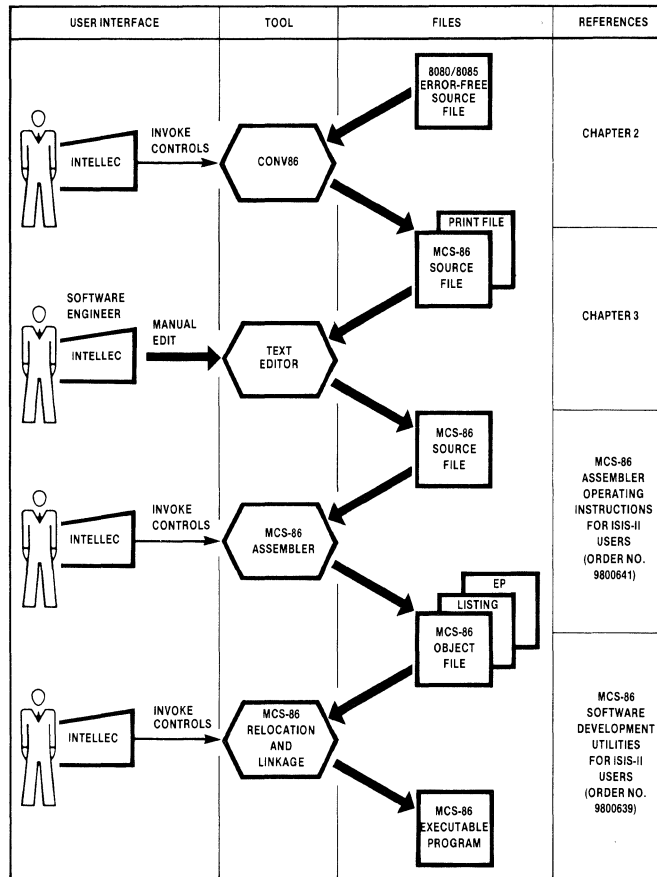 USER INTERFACE
TOOL
FILES
REFERENCES
8080/8085
ERROR-FREE
SOURCE
FILE
INTELLEC
INVOKE
CONTROLS
CONV86
CHAPTER 2
PRINT FILE
MCS-86
SOURCE
FILE
SOFTWARE
ENGINEER
INTELLEC
MANUAL
EDIT
TEXT
EDITOR
CHAPTER 3
MCS-86
SOURCE
FILE
INTELLEC
INVOKE
CONTROLS
MCS-86
ASSEMBLER
MCS-86
ASSEMBLER
OPERATING
INSTRUCTIONS
FOR ISIS-II
USERS
(ORDER NO.
9800641)
EP
LISTING
MCS-86
OBJECT
FILE
INTELLEC
INVOKE
CONTROLS
MCS-86
RELOCATION
AND
LINKAGE
MCS-86
SOFTWARE
DEVELOPMENT
UTILITIES
FOR ISIS-II
USERS
(ORDER NO.
9800639)
MCS-86
EXECUTABLE
PROGRAM